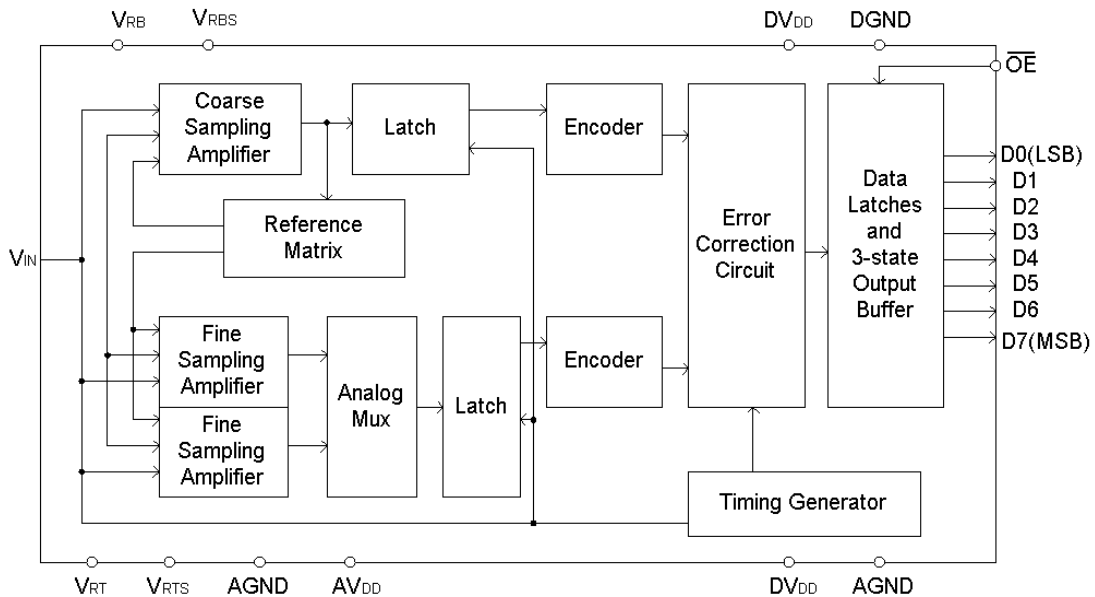 VRB VRBS DVDD DGND
OE
Coarse
Sampling
Amplifier
Latch
Encoder
Reference
Matrix
VIN
Fine
Sampling
Amplifier
Fine
Sampling
Amplifier
Analog
Mux
Latch
Encoder
Error
Correction
Circuit
Data
Latches
and
3-state
Output
Buffer
D0(LSB)
D1
D2
D3
D4
D5
D6
D7(MSB)
Timing Generator
VRT VRTS AGND AVDD DVDD AGND